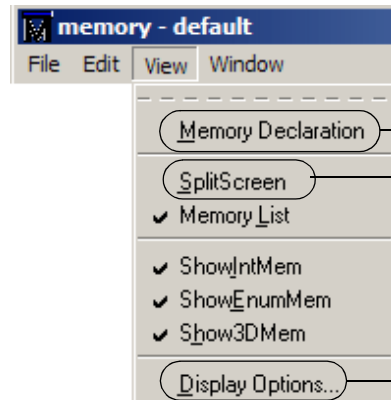 memory - default
File Edit View Window
Memory Declaration
SplitScreen
Memory List
ShowIntMem
ShowEnumMem
Show3DMem
Display Options...